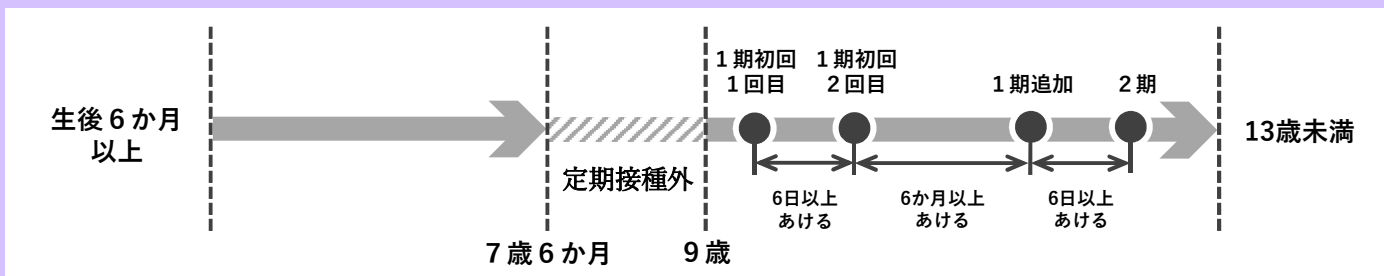 生後６か月
以上
１期初回
１回目
１期初回
２回目
１期追加
２期
13歳未満
定期接種外
6日以上
あける
6か月以上
あける
6日以上
あける
７歳６か月
９歳